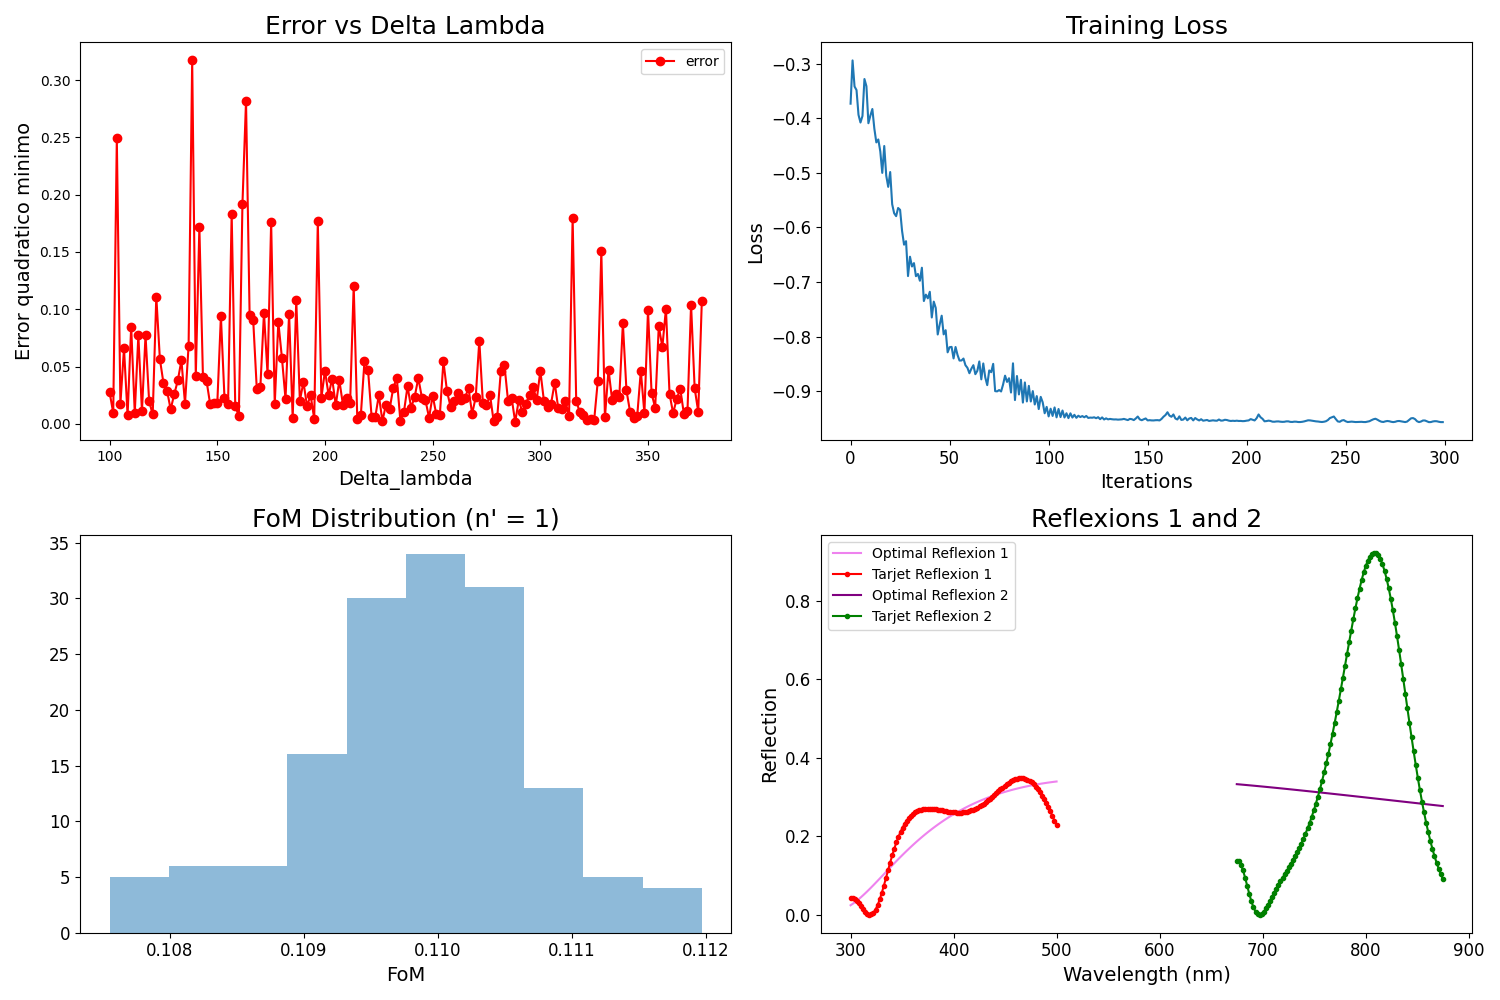 Error vs Delta Lambda
error
Error quadratico minimo
0.30
0.25
0.20
0.15
0.10
0.05
0.00
100 150 200 250 300 350
Delta_lambda
Training Loss
Loss
−0.3
−0.4
−0.5
−0.6
−0.7
−0.8
−0.9
0 50 100 150 200 250 300
Iterations
FoM Distribution (n' = 1)
35
30
25
20
15
10
5
0
0.108 0.109 0.110 0.111 0.112
FoM
Reflexions 1 and 2
Optimal Reflexion 1
Tarjet Reflexion 1
Optimal Reflexion 2
Tarjet Reflexion 2
Reflection
0.8
0.6
0.4
0.2
0.0
300 400 500 600 700 800 900
Wavelength (nm)